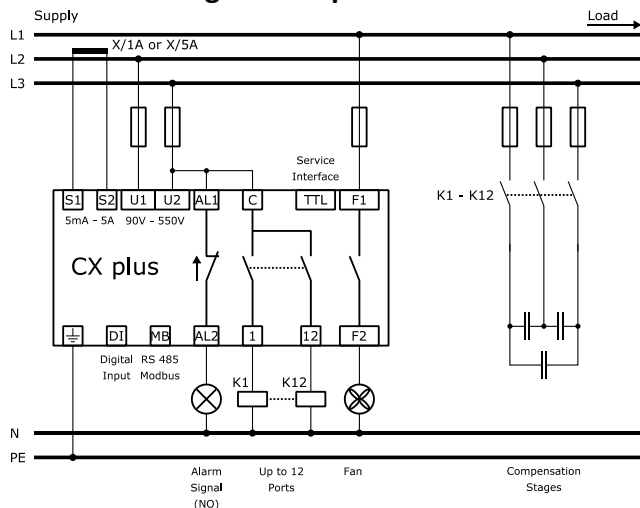 Supply
Load
L1
X/1A or X/5A
L2
L3
Service
Interface
S1 S2 U1 U2 AL1 C TTL F1
K1 - K12
5mA - 5A 90V - 550V
CX plus
DI MB AL2 1 12 F2
Digital RS 485
Input Modbus
K1 K12
N
PE
Alarm
Signal
(NO)
Up to 12
Ports
Fan
Compensation
Stages